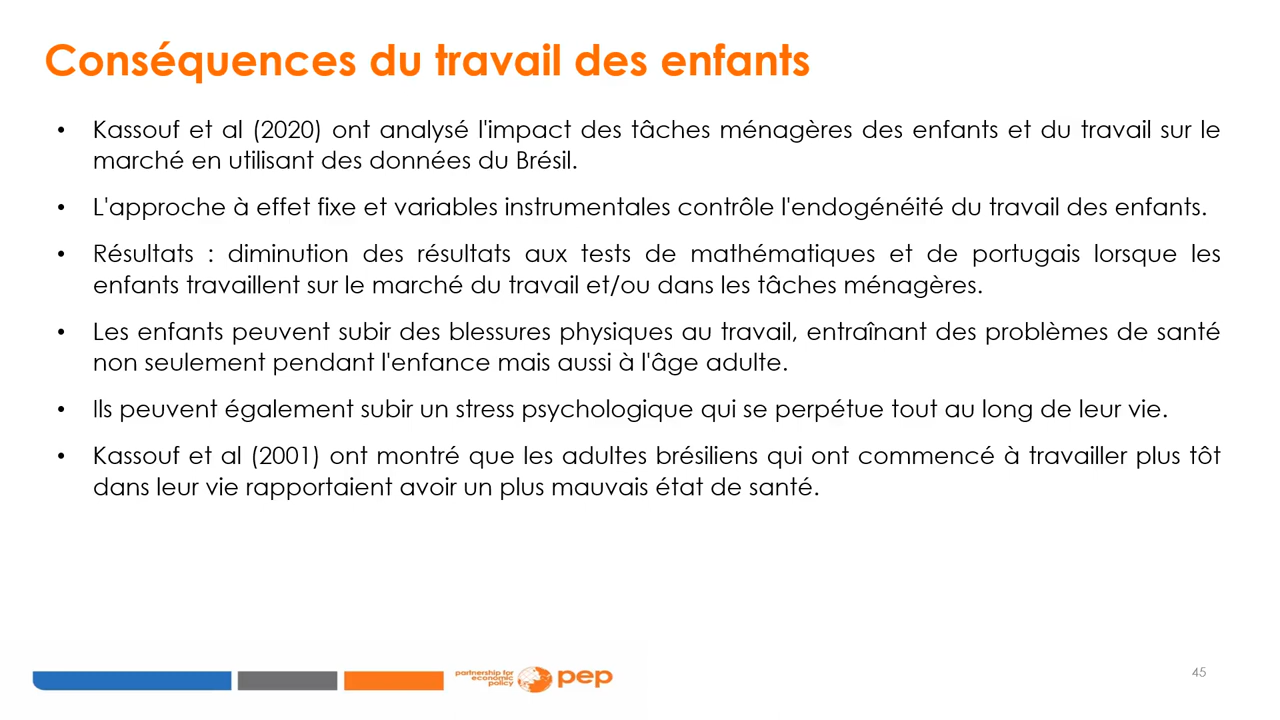 Conséquences du travail des enfants
• Kassouf et al (2020) ont analysé l'impact des tâches ménagères des enfants et du travail sur le
marché en utilisant des données du Brésil.
• L'approche à effet fixe et variables instrumentales contrôle l'endogénéité du travail des enfants.
• Résultats : diminution des résultats aux tests de mathématiques et de portugais lorsque les
enfants travaillent sur le marché du travail et/ou dans les tâches ménagères.
• Les enfants peuvent subir des blessures physiques au travail, entraînant des problèmes de santé
non seulement pendant l'enfance mais aussi à l'âge adulte.
• Ils peuvent également subir un stress psychologique qui se perpétue tout au long de leur vie.
• Kassouf et al (2001) ont montré que les adultes brésiliens qui ont commencé à travailler plus tôt
dans leur vie rapportaient avoir un plus mauvais état de santé.
partnership for
economic
policy
pep
45